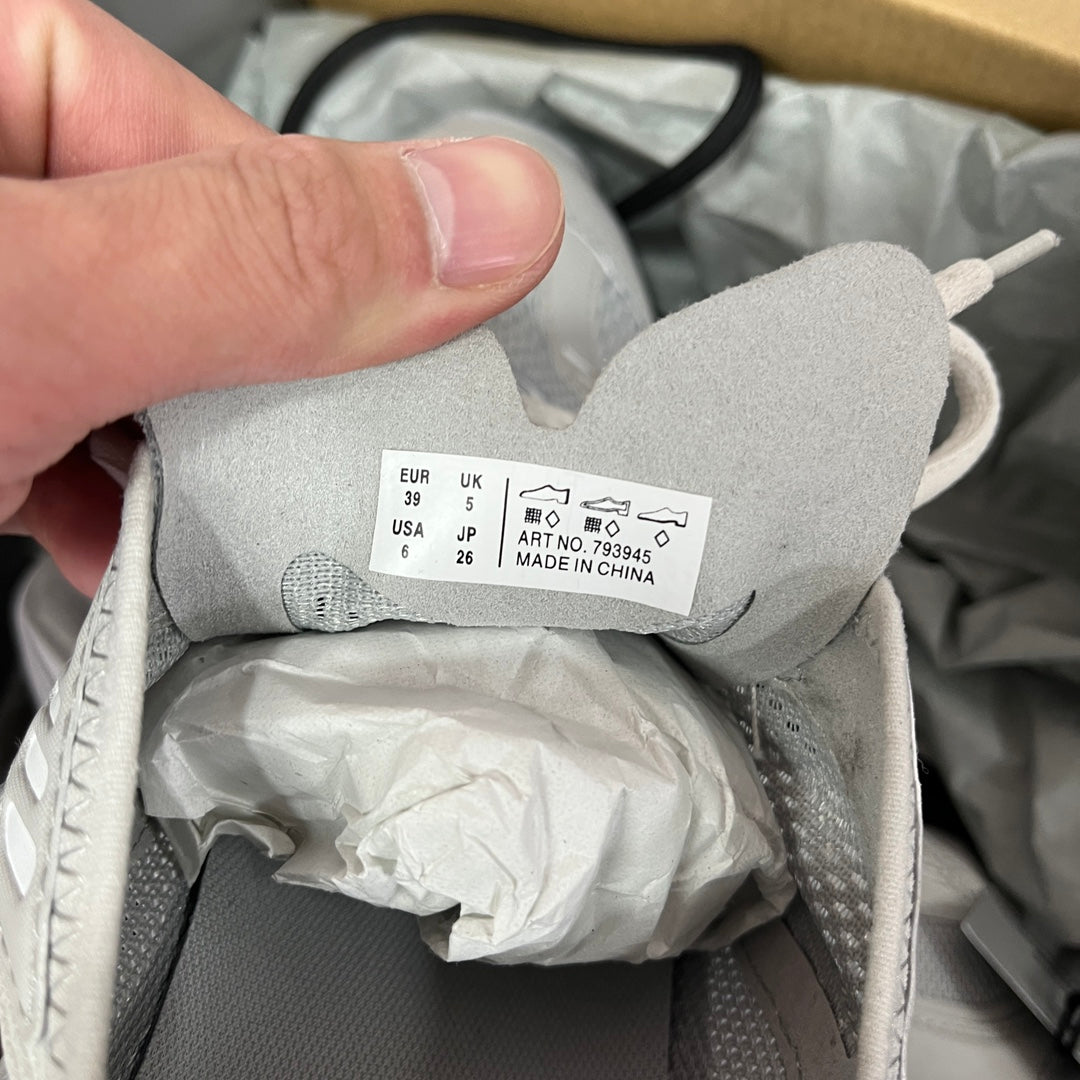 EUR UK
39 5
USA JP
6 26
ART NO. 793945
MADE IN CHINA